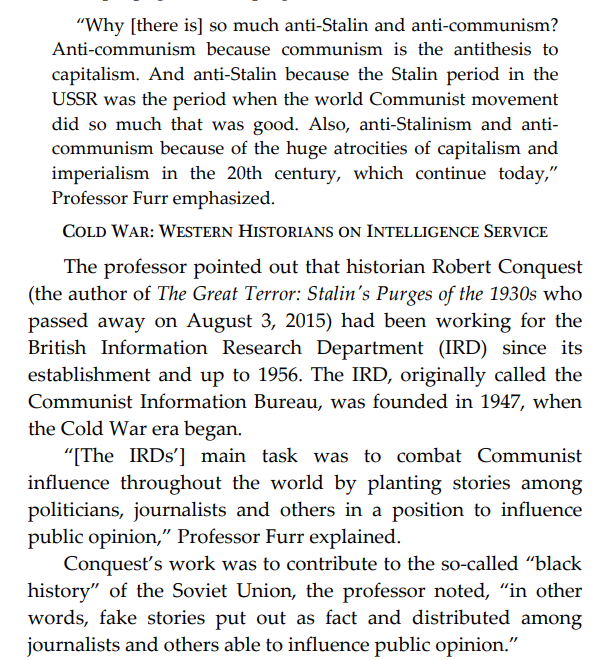 “Why [there is] so much anti-Stalin and anti-communism?
Anti-communism because communism is the antithesis to
capitalism. And anti-Stalin because the Stalin period in the
USSR was the period when the world Communist movement
did so much that was good. Also, anti-Stalinism and anti-
communism because of the huge atrocities of capitalism and
imperialism in the 20th century, which continue today,”
Professor Furr emphasized.
COLD WAR: WESTERN HISTORIANS ON INTELLIGENCE SERVICE
The professor pointed out that historian Robert Conquest
(the author of The Great Terror: Stalin's Purges of the 1930s who
passed away on August 3, 2015) had been working for the
British Information Research Department (IRD) since its
establishment and up to 1956. The IRD, originally called the
Communist Information Bureau, was founded in 1947, when
the Cold War era began.
“[The IRDs’] main task was to combat Communist
influence throughout the world by planting stories among
politicians, journalists and others in a position to influence
public opinion,” Professor Furr explained.
Conquest’s work was to contribute to the so-called “black
history” of the Soviet Union, the professor noted, “in other
words, fake stories put out as fact and distributed among
journalists and others able to influence public opinion.”